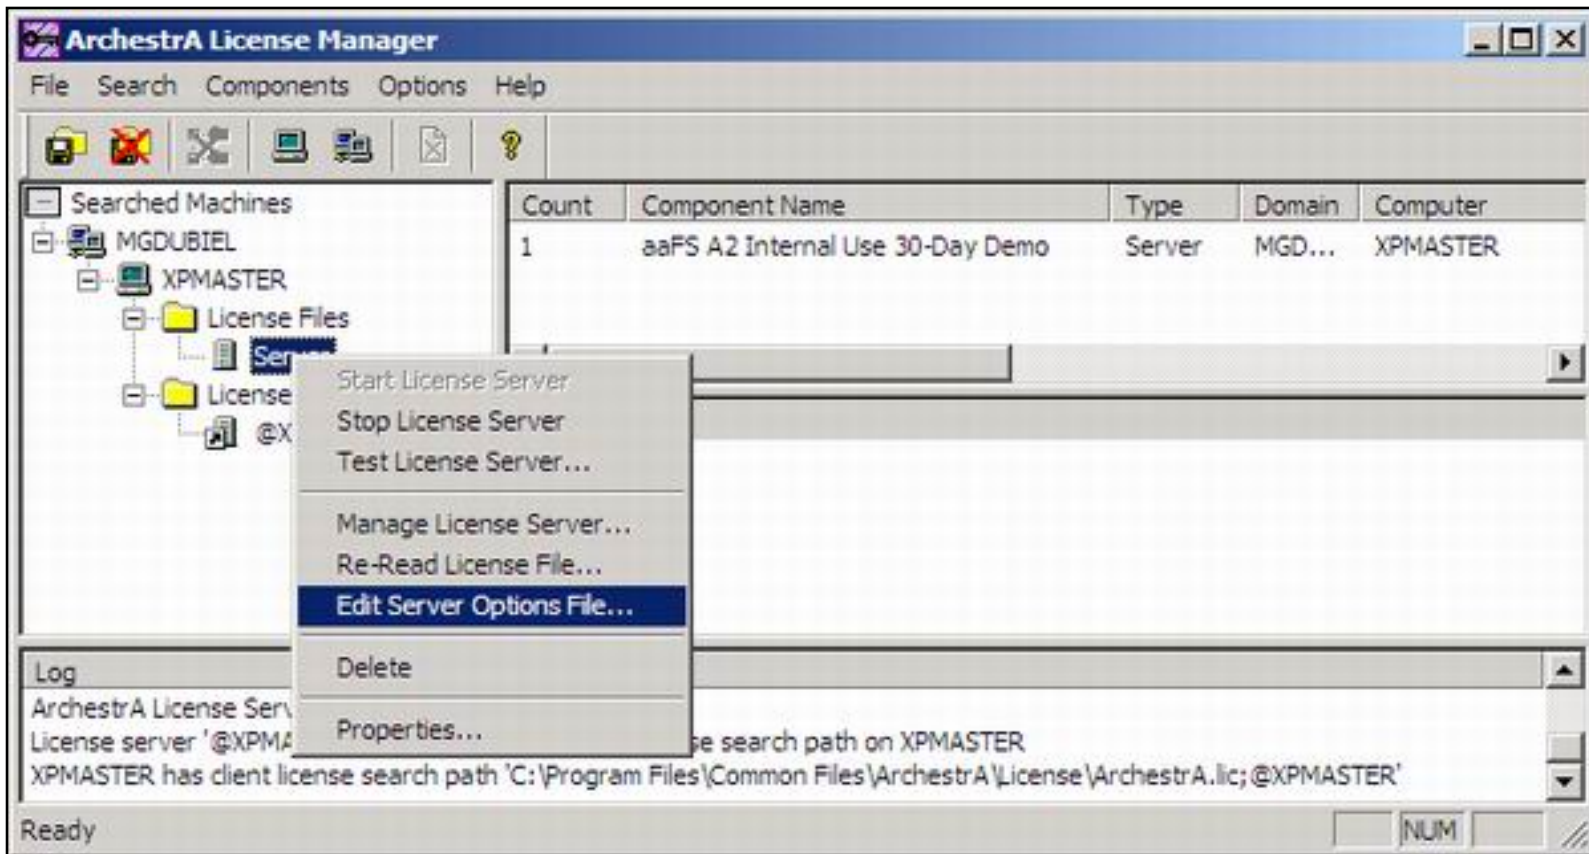 ArchestrA License Manager
File Search Components Options Help
Searched Machines
MGDUBIEL
XPMASTER
License Files
License
@X
Count Component Name Type Domain Computer
1 aaFS A2 Internal Use 30-Day Demo Server MGD... XPMASTER
Start License Server
Stop License Server
Test License Server...
Manage License Server...
Re-Read License File...
Edit Server Options File...
Delete
Properties...
Log
ArchestrA License Serv
License server '@XPMA se search path on XPMASTER
XPMASTER has client license search path 'C:\Program Files\Common Files\ArchestrA\License\ArchestrA.lic;@XPMASTER'
Ready NUM